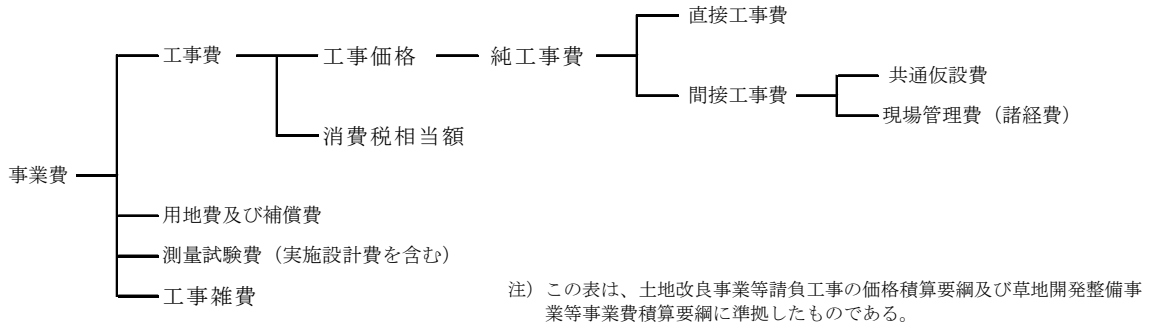 直接工事費
工事費
工事価格
純工事費
共通仮設費
間接工事費
現場管理費（諸経費）
消費税相当額
事業費
用地費及び補償費
測量試験費（実施設計費を含む）
工事雑費
注）この表は、土地改良事業等請負工事の価格積算要綱及び草地開発整備事
業等事業費積算要綱に準拠したものである。